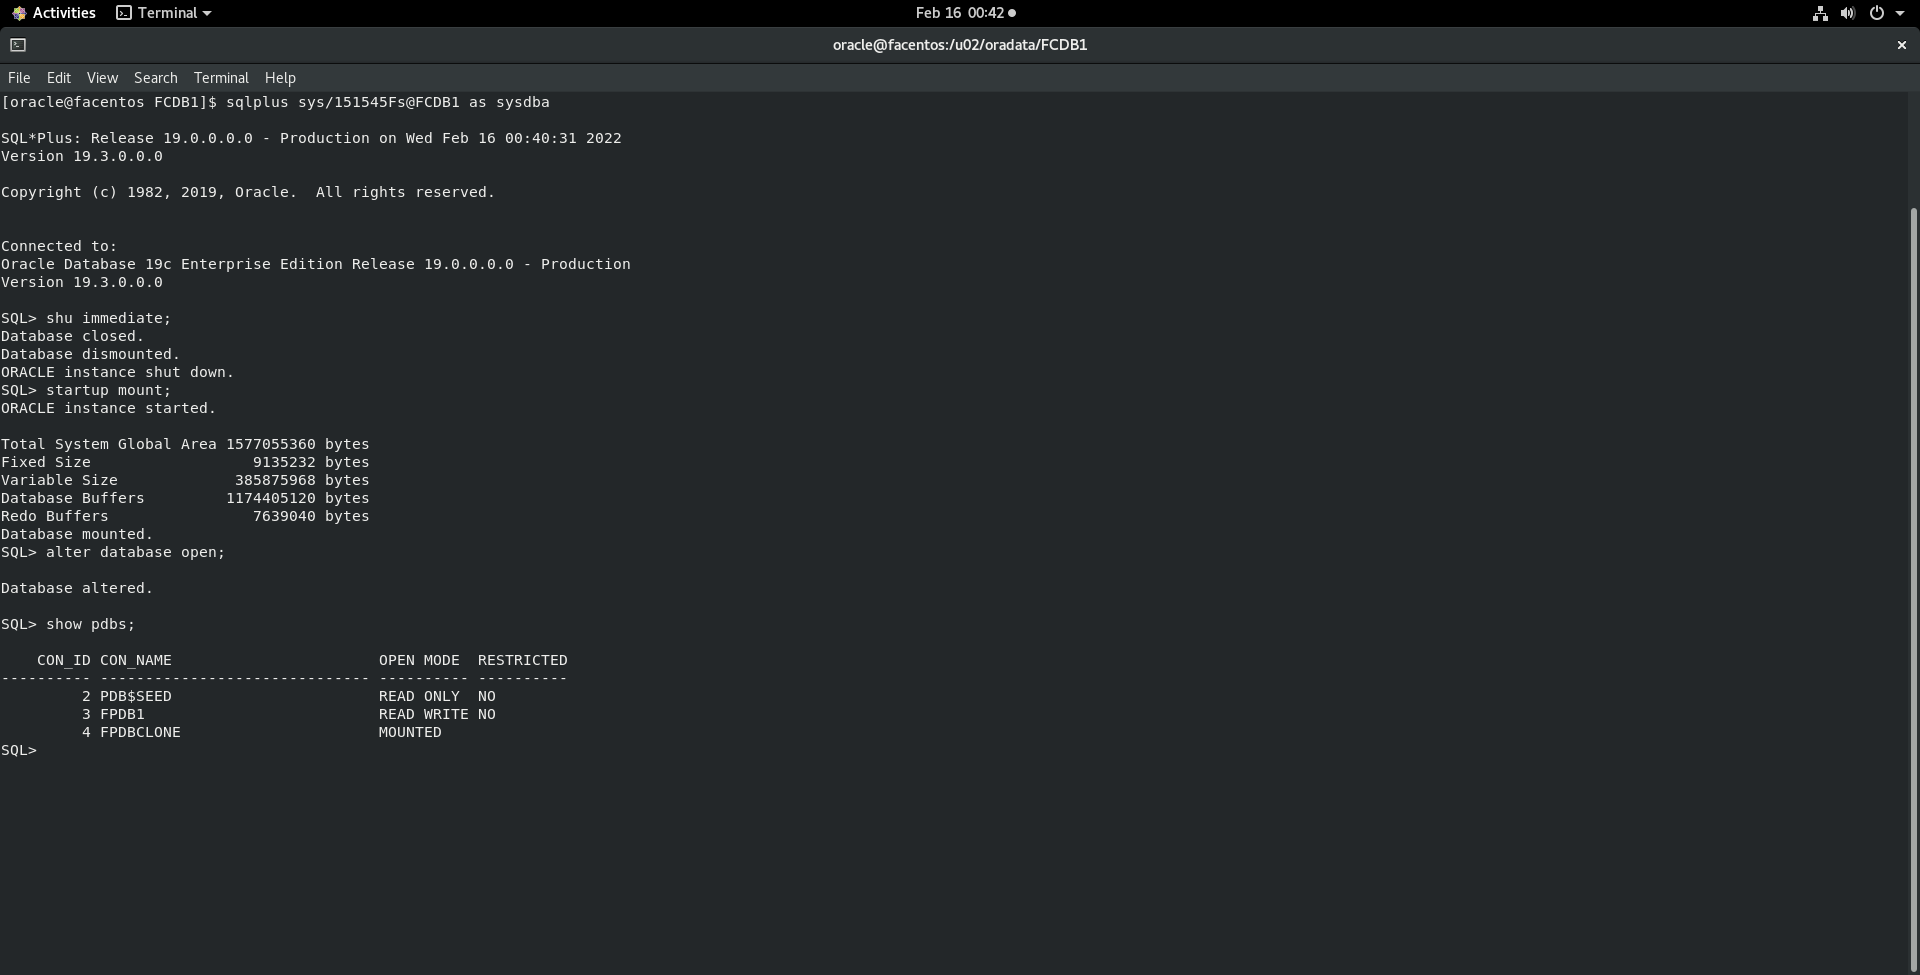 Activities Terminal Feb 16 00:42
oracle@facentos:/u02/oradata/FCDB1
File Edit View Search Terminal Help
[oracle@facentos FCDB1]$ sqlplus sys/151545Fs@FCDB1 as sysdba
SQL*Plus: Release 19.0.0.0.0 - Production on Wed Feb 16 00:40:31 2022
Version 19.3.0.0.0
Copyright (c) 1982, 2019, Oracle.  All rights reserved.
Connected to:
Oracle Database 19c Enterprise Edition Release 19.0.0.0.0 - Production
Version 19.3.0.0.0
SQL> shu immediate;
Database closed.
Database dismounted.
ORACLE instance shut down.
SQL> startup mount;
ORACLE instance started.
Total System Global Area 1577055360 bytes
Fixed Size                  9135232 bytes
Variable Size             385875968 bytes
Database Buffers         1174405120 bytes
Redo Buffers                7639040 bytes
Database mounted.
SQL> alter database open;
Database altered.
SQL> show pdbs;
    CON_ID CON_NAME                       OPEN MODE  RESTRICTED
---------- ------------------------------ ---------- ----------
         2 PDB$SEED                       READ ONLY  NO
         3 FPDB1                          READ WRITE NO
         4 FPDBCLONE                      MOUNTED
SQL>